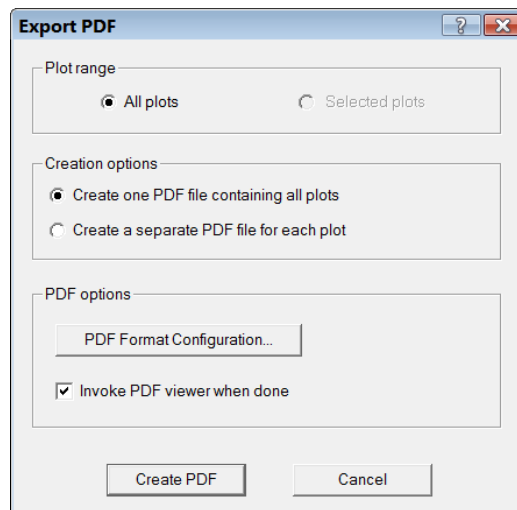 Export PDF
Plot range
All plots Selected plots
Creation options
Create one PDF file containing all plots
Create a separate PDF file for each plot
PDF options
PDF Format Configuration...
Invoke PDF viewer when done
Create PDF Cancel